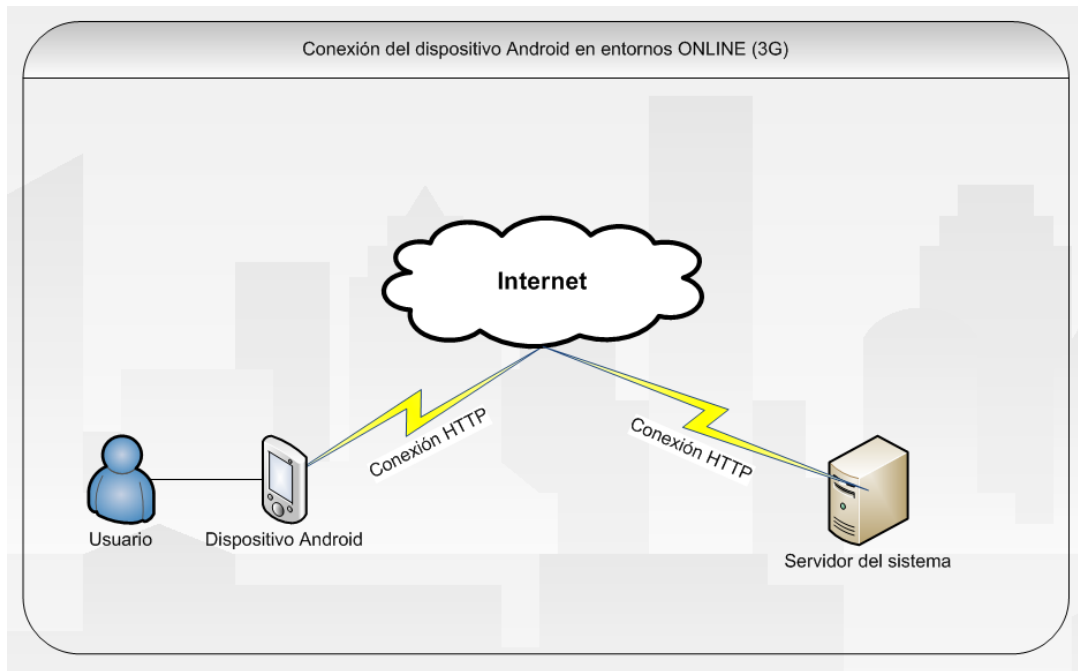 Conexión del dispositivo Android en entornos ONLINE (3G)
Internet
Conexión HTTP
Conexión HTTP
Usuario
Dispositivo Android
Servidor del sistema